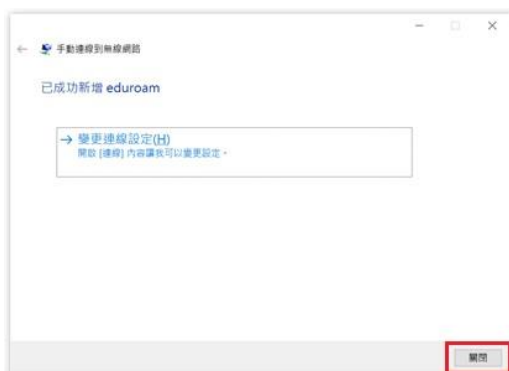 手動連線到無線網路
已成功新增 eduroam
→ 變更連線設定(H)
開啟 [連線] 內容讓我可以變更設定。
關閉